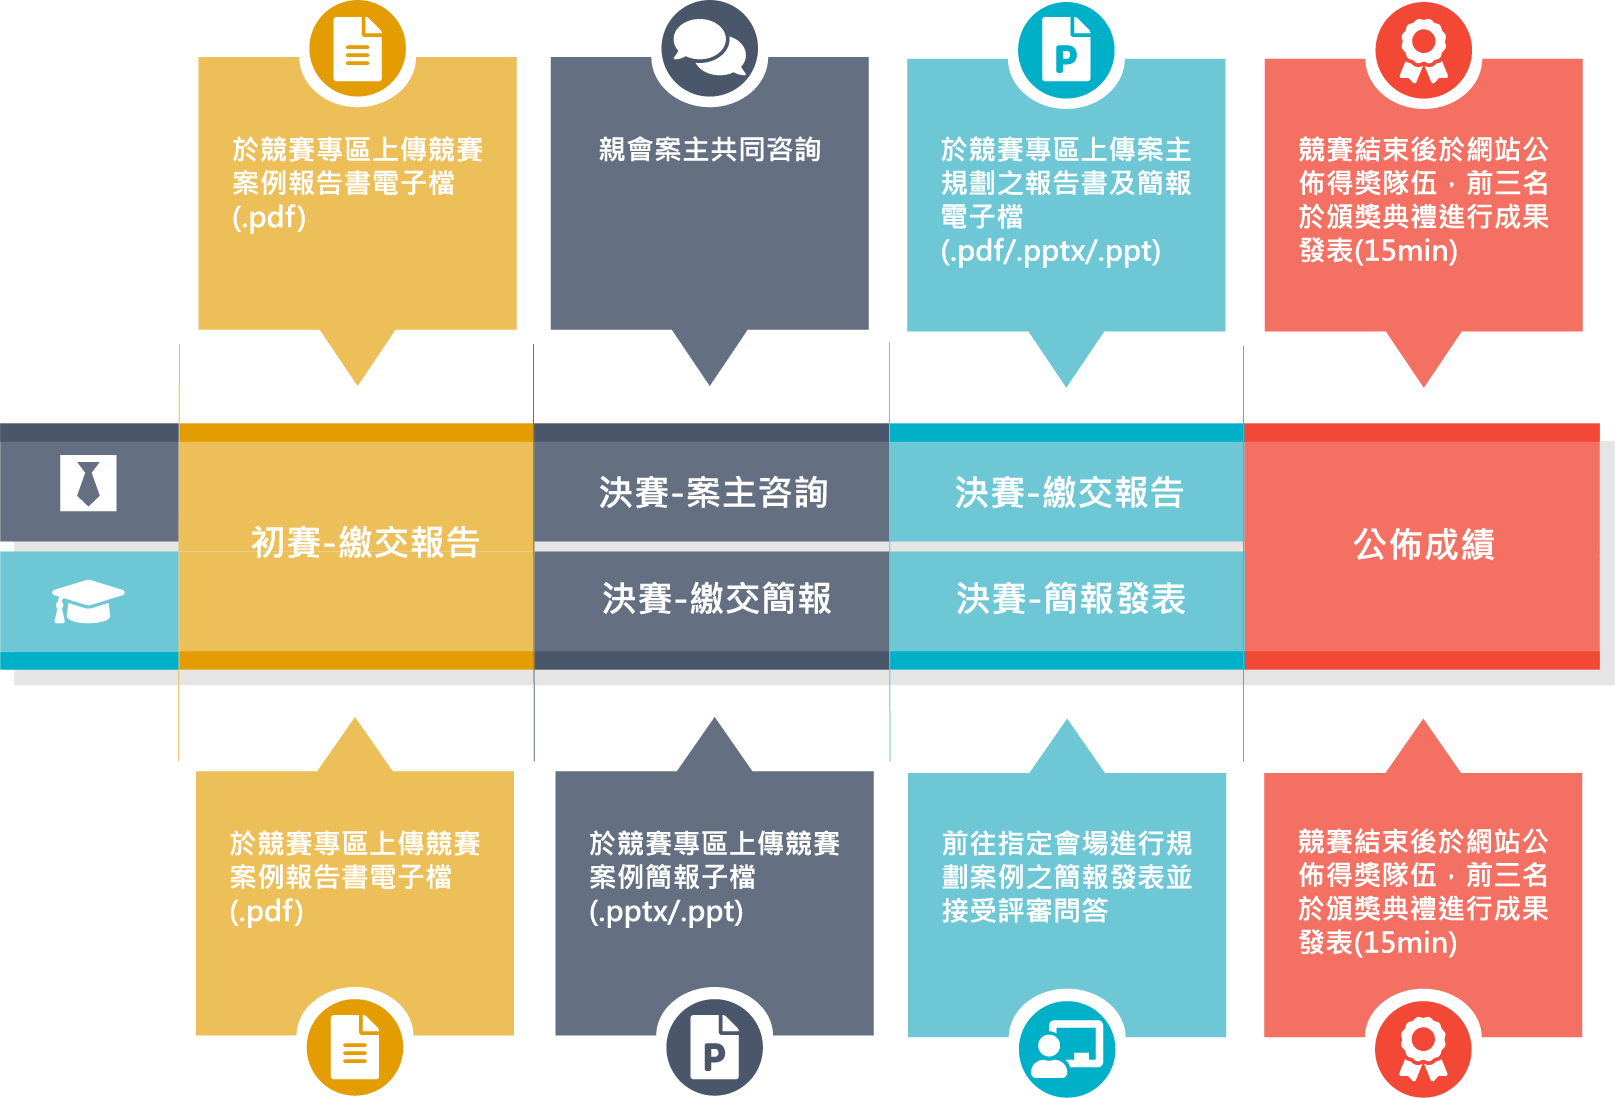 於競賽專區上傳競賽
案例報告書電子檔
(.pdf)
親會案主共同咨詢
於競賽專區上傳案主
規劃之報告書及簡報
電子檔
(.pdf/.pptx/.ppt)
競賽結束後於網站公
佈得獎隊伍，前三名
於頒獎典禮進行成果
發表(15min)
初賽-繳交報告
決賽-案主咨詢
決賽-繳交報告
公佈成績
決賽-繳交簡報
決賽-簡報發表
於競賽專區上傳競賽
案例報告書電子檔
(.pdf)
於競賽專區上傳競賽
案例簡報子檔
(.pptx/.ppt)
前往指定會場進行規
劃案例之簡報發表並
接受評審問答
競賽結束後於網站公
佈得獎隊伍，前三名
於頒獎典禮進行成果
發表(15min)
P
P